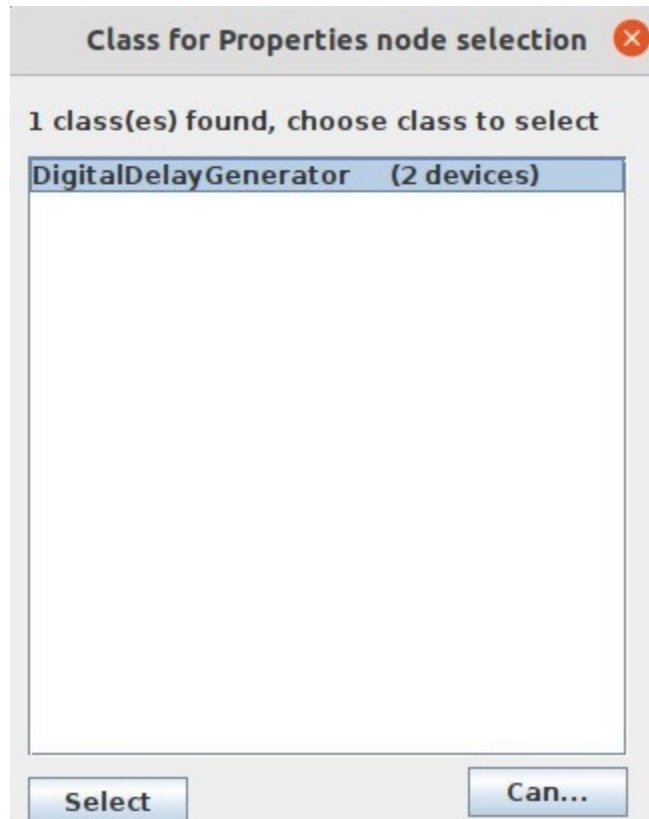 Class for Properties node selection
1 class(es) found, choose class to select
DigitalDelayGenerator (2 devices)
Select
Can...